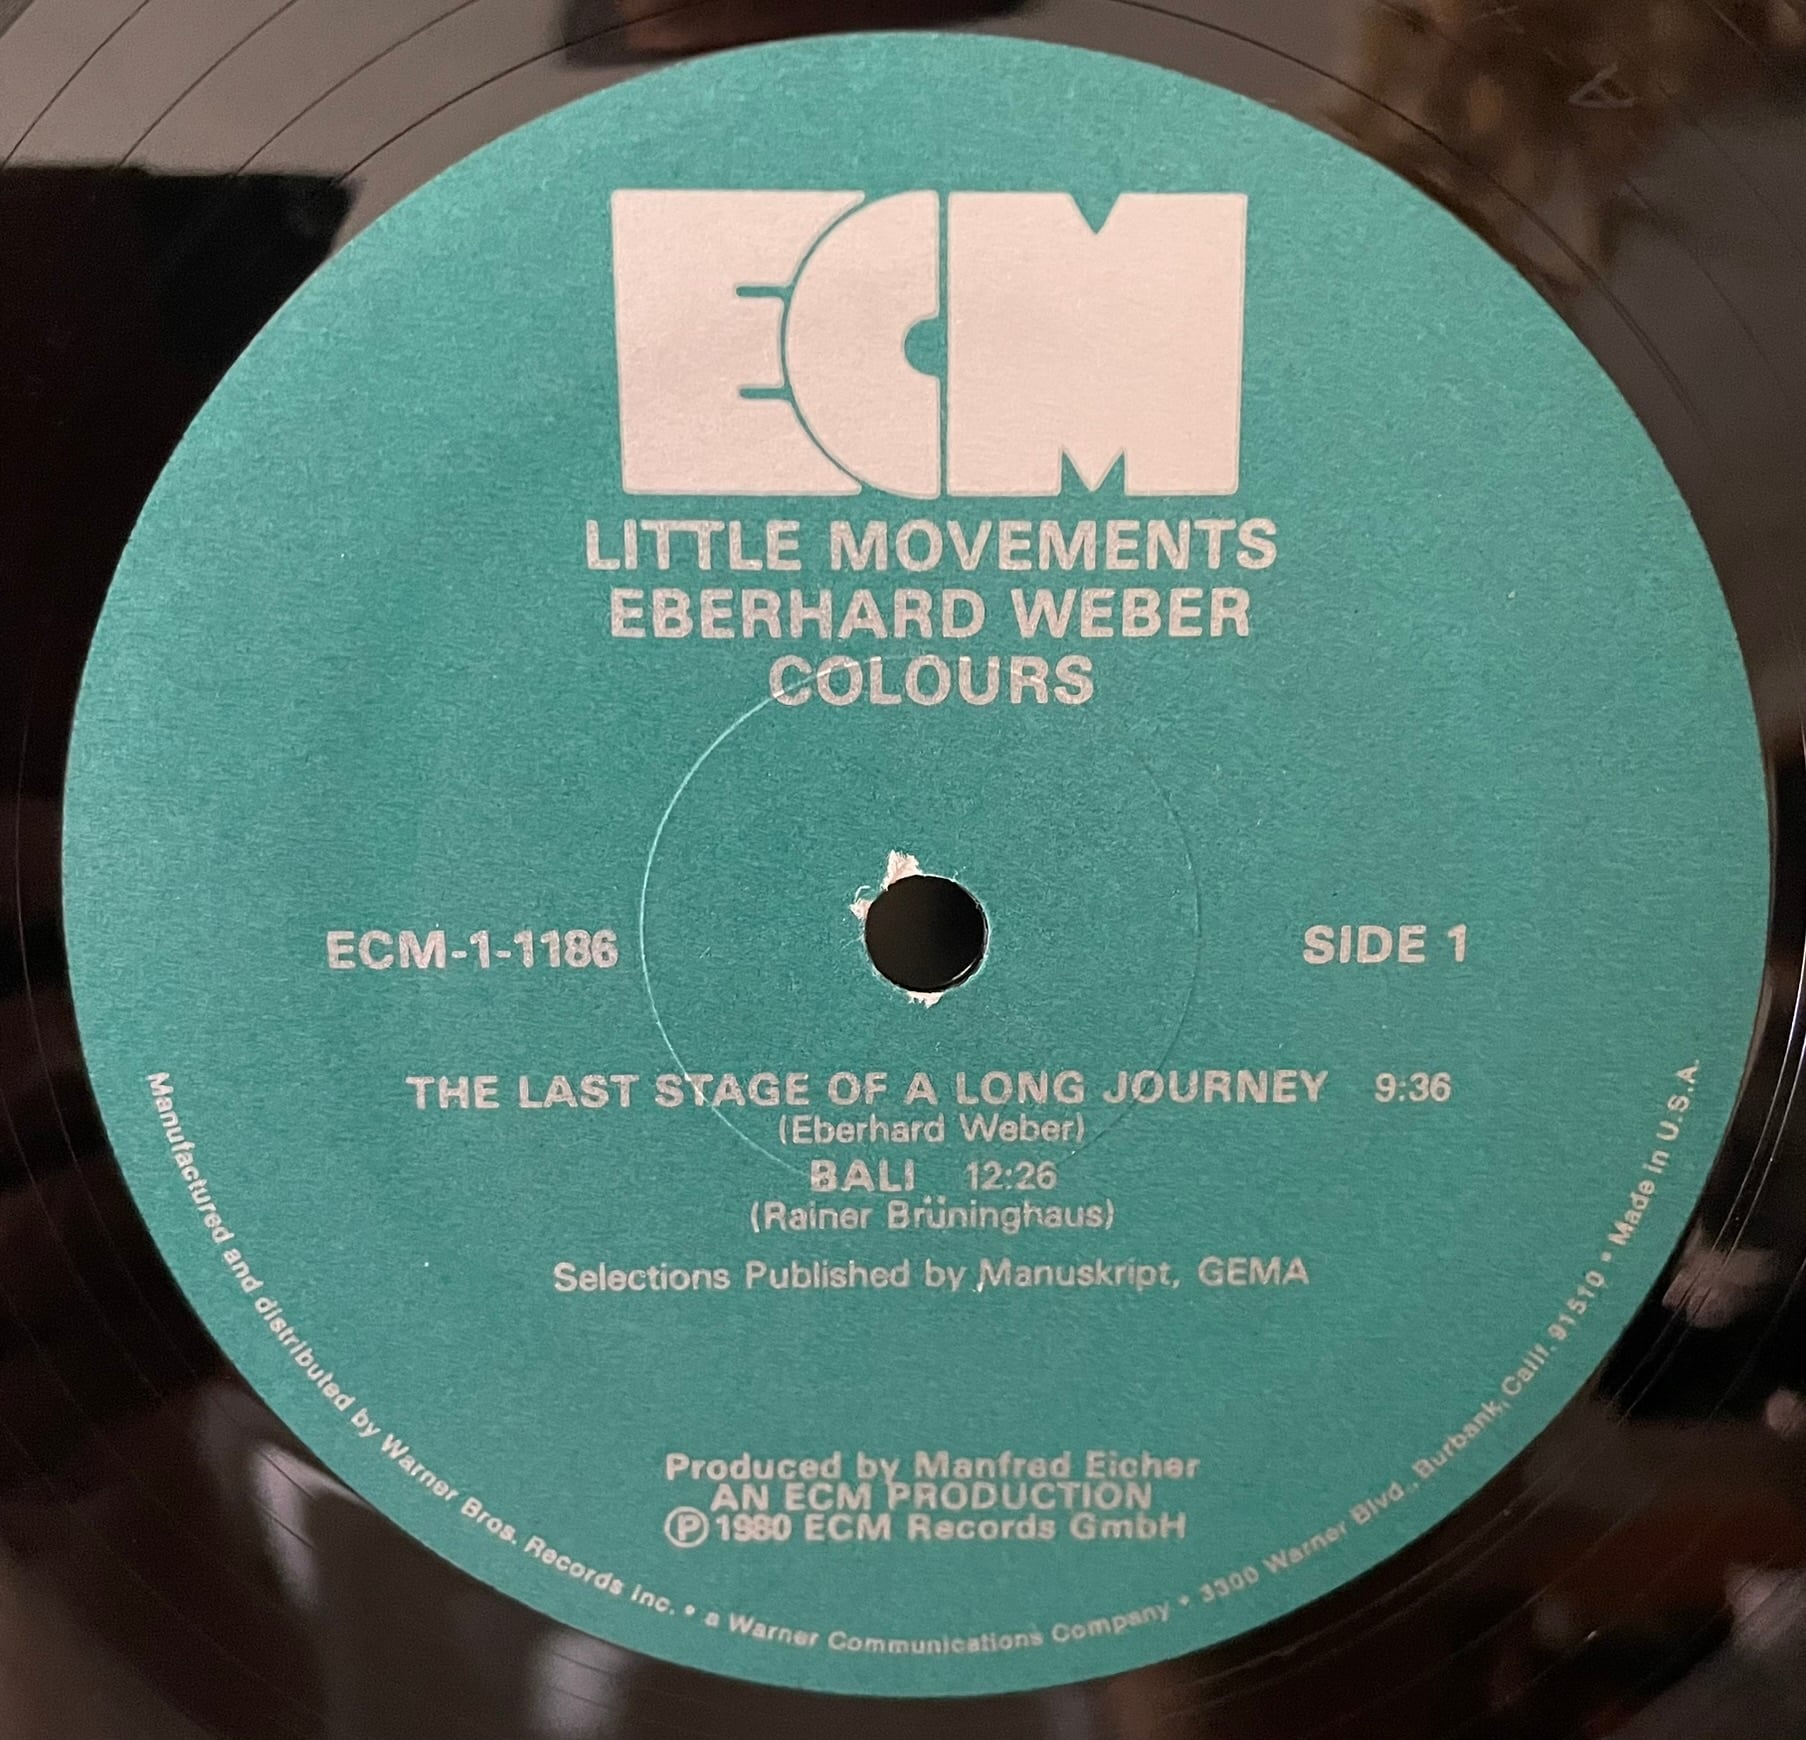 ECM
LITTLE MOVEMENTS
EBERHARD WEBER
COLOURS
ECM-1-1186
SIDE 1
THE LAST STAGE OF A LONG JOURNEY 9:36
(Eberhard Weber)
BALI 12:26
(Rainer Brüninghaus)
Selections Published by Manuskript, GEMA
Produced by Manfred Eicher
AN ECM PRODUCTION
Ⓟ 1980 ECM Records GmbH
Manufactured and distributed by Warner Bros. Records Inc. • a Warner Communications Company • 3300 Warner Blvd., Burbank, Calif. 91510 • Made in U.S.A.